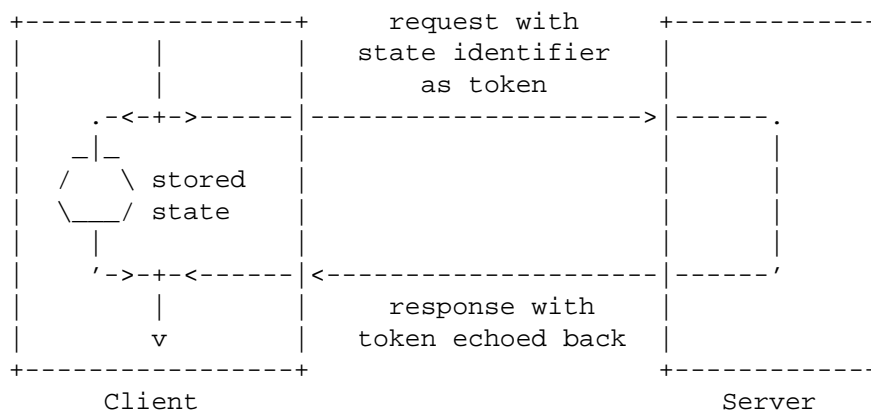 request with
state identifier
as token
stored
state
response with
token echoed back
Client Server